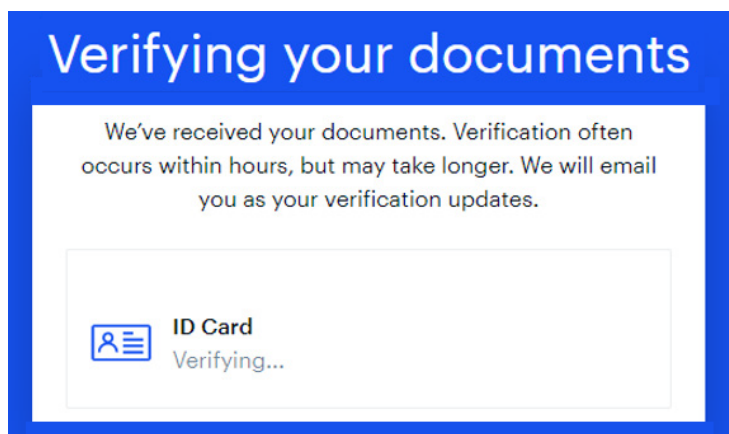 Verifying your documents
We’ve received your documents. Verification often
occurs within hours, but may take longer. We will email
you as your verification updates.
ID Card
Verifying...